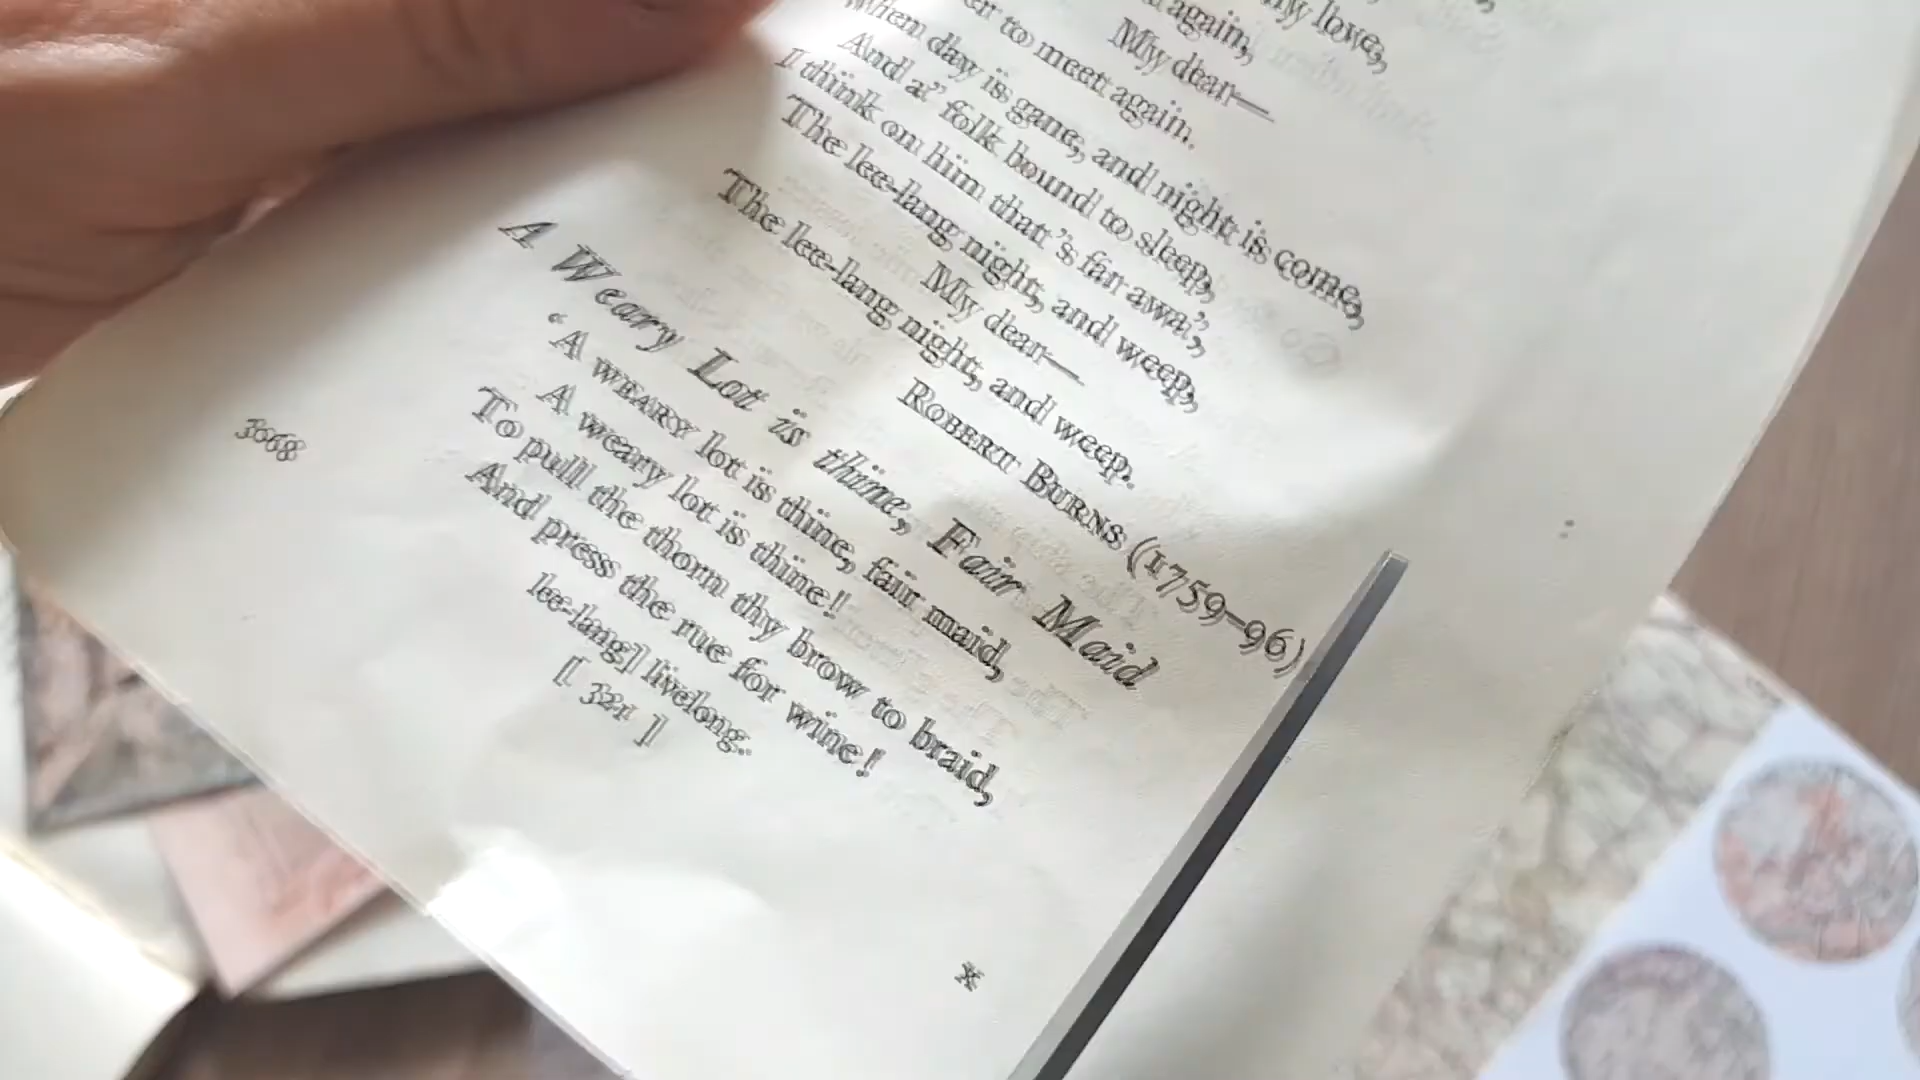 my love,
again,
My dear—
er to meet again.
When day is gane, and night is come,
And a' folk bound to sleep,
I think on him that's far awa',
The lee-lang night, and weep,
My dear—
The lee-lang night, and weep.
ROBERT BURNS (1759–96)
A Weary Lot is thine, Fair Maid
“A WEARY lot is thine, fair maid,
A weary lot is thine!
To pull the thorn thy brow to braid,
And press the rue for wine!
lee-lang] livelong.
3068
[ 321 ]
x